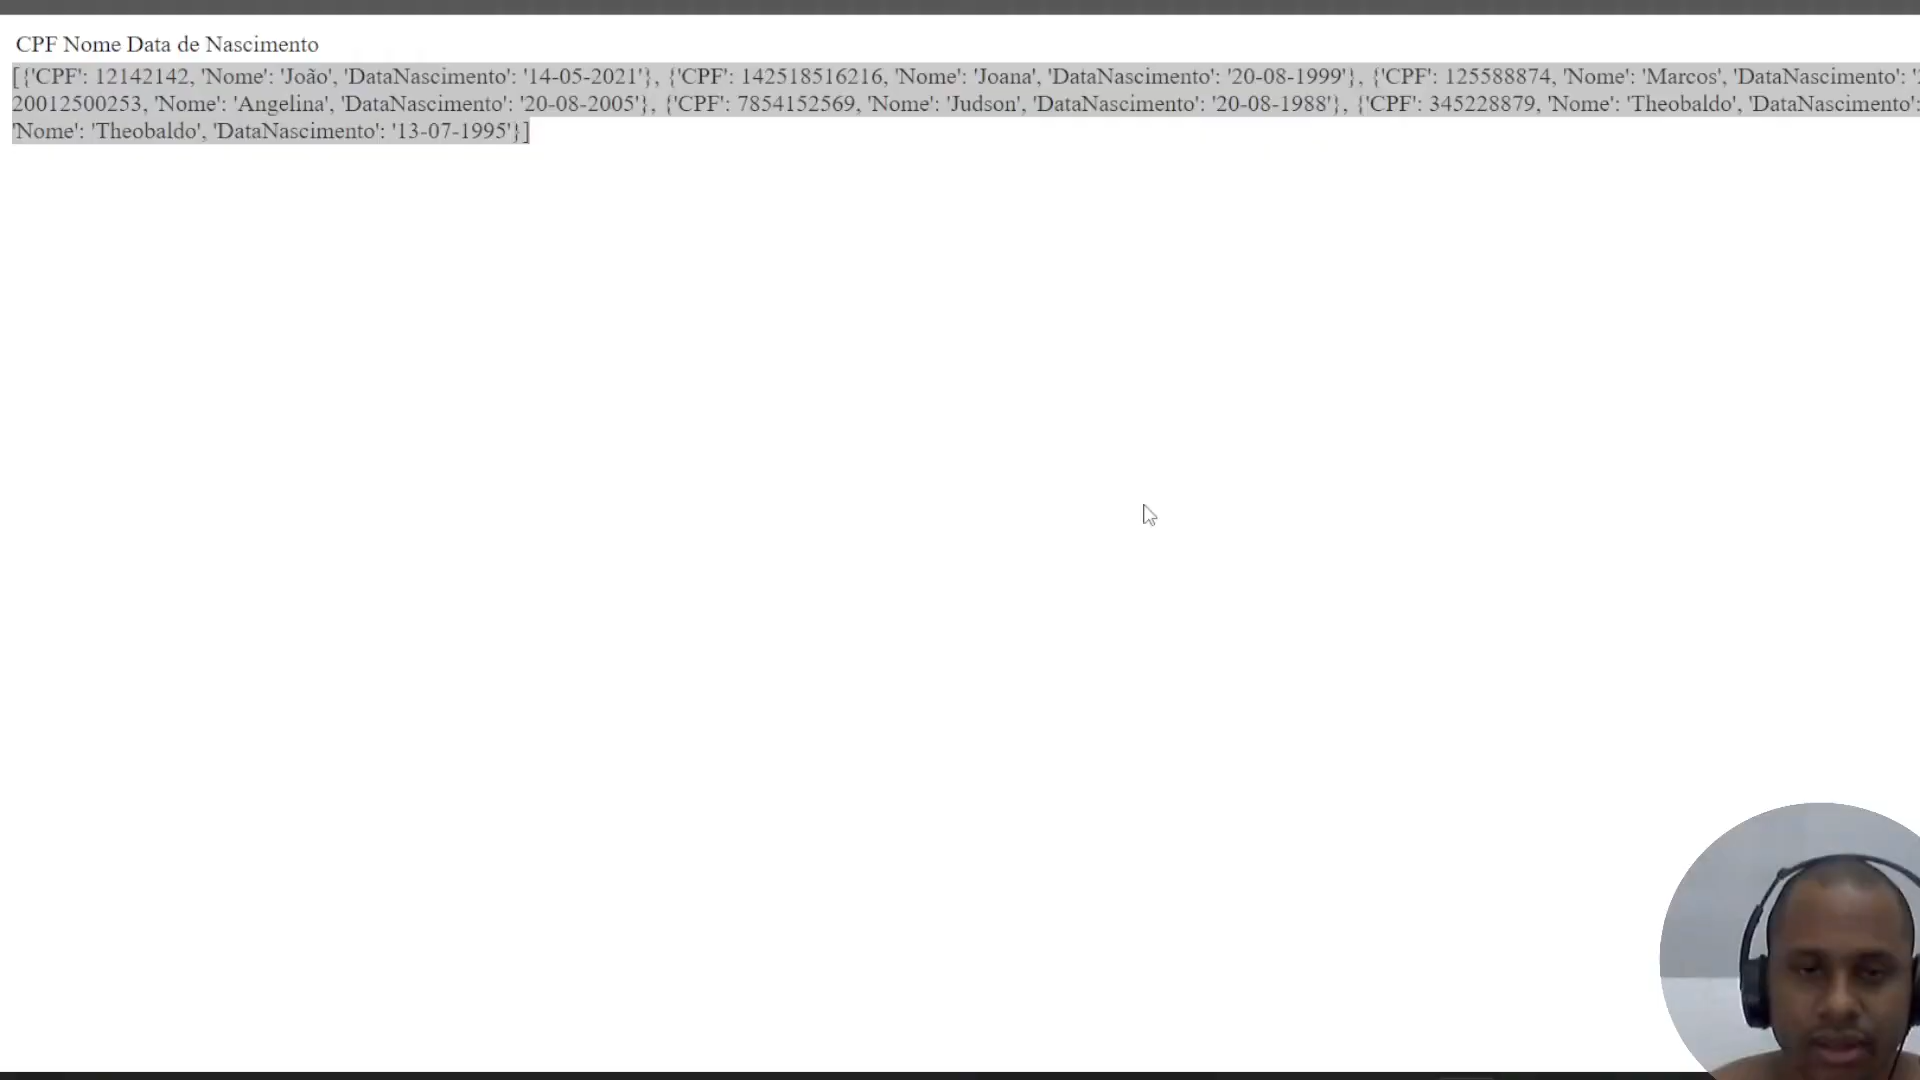 CPF Nome Data de Nascimento
[{'CPF': 12142142, 'Nome': 'João', 'DataNascimento': '14-05-2021'}, {'CPF': 142518516216, 'Nome': 'Joana', 'DataNascimento': '20-08-1999'}, {'CPF': 125588874, 'Nome': 'Marcos', 'DataNascimento': '2
20012500253, 'Nome': 'Angelina', 'DataNascimento': '20-08-2005'}, {'CPF': 7854152569, 'Nome': 'Judson', 'DataNascimento': '20-08-1988'}, {'CPF': 345228879, 'Nome': 'Theobaldo', 'DataNascimento':
'Nome': 'Theobaldo', 'DataNascimento': '13-07-1995'}]